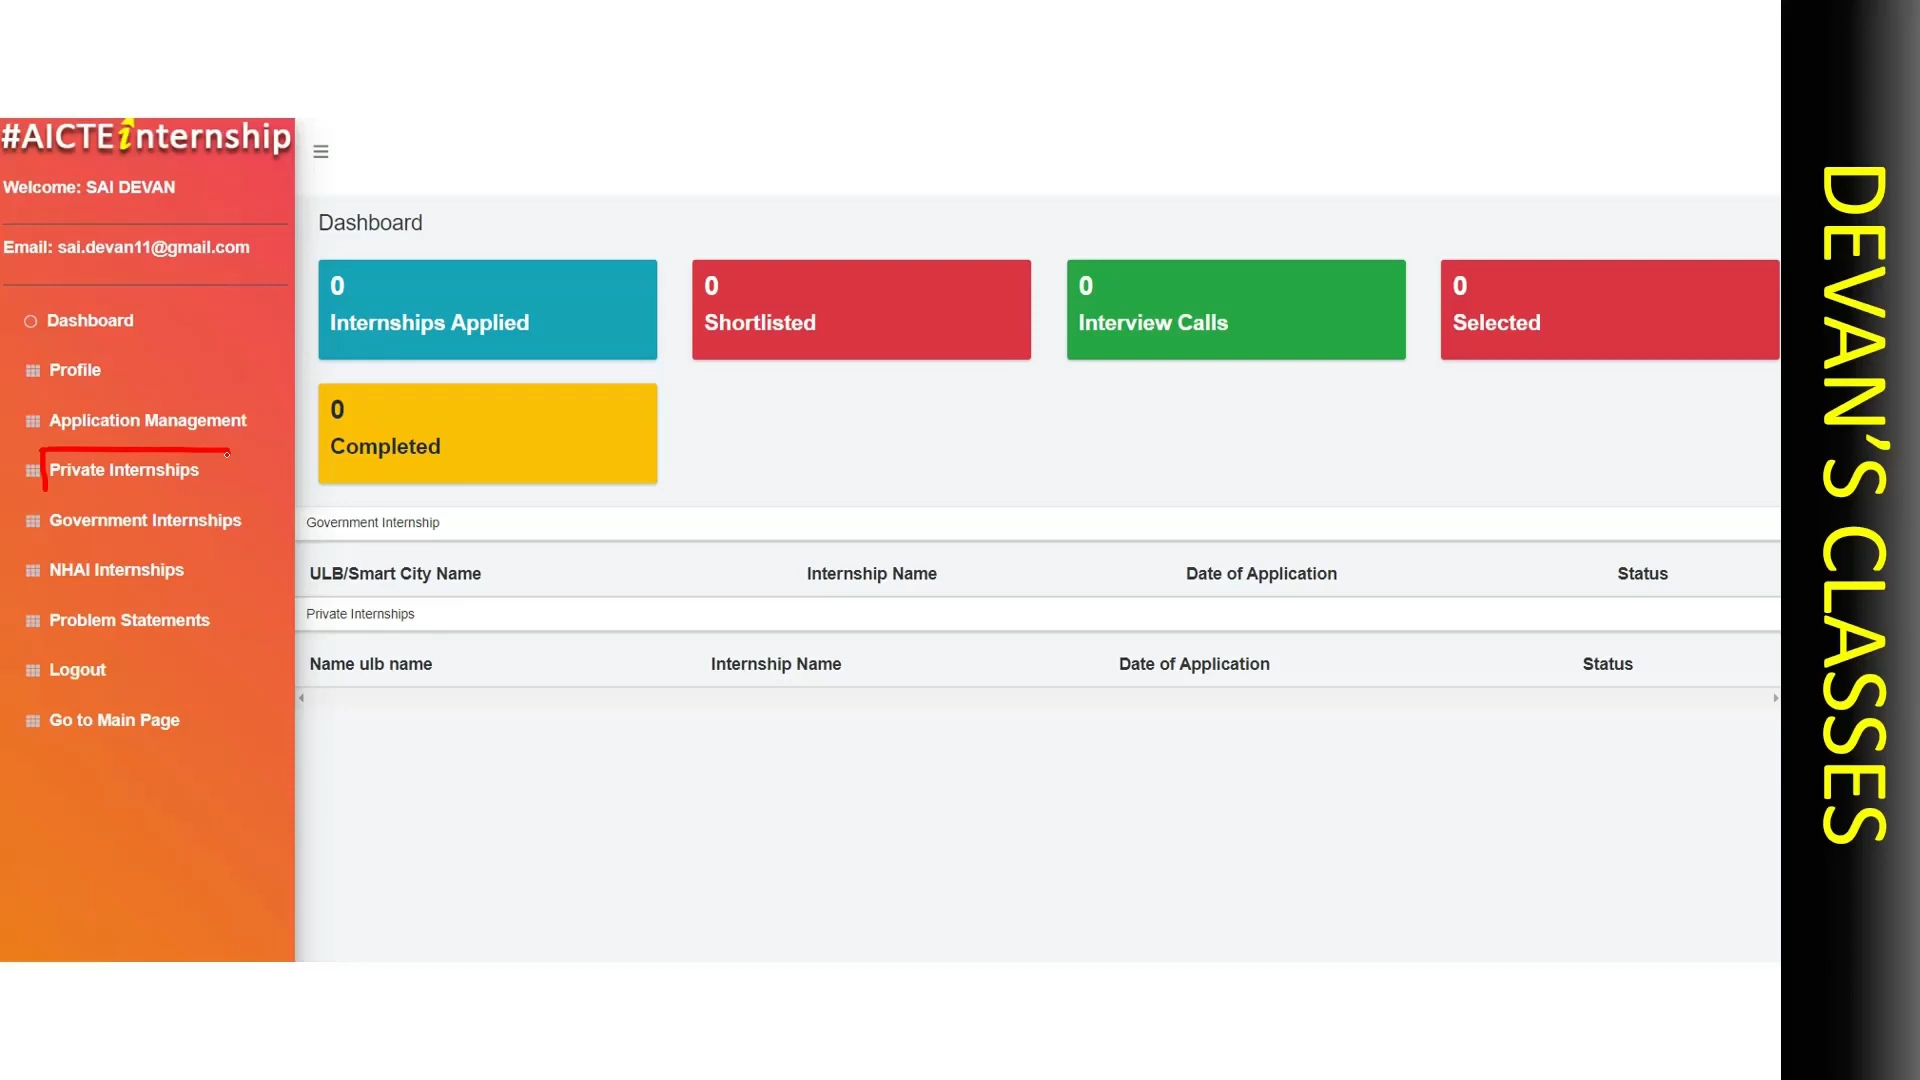 #AICTEinternship
Welcome: SAI DEVAN
Email: sai.devan11@gmail.com
Dashboard
Profile
Application Management
Private Internships
Government Internships
NHAI Internships
Problem Statements
Logout
Go to Main Page
Dashboard
0
Internships Applied
0
Shortlisted
0
Interview Calls
0
Selected
0
Completed
Government Internship
ULB/Smart City Name Internship Name Date of Application Status
Private Internships
Name ulb name Internship Name Date of Application Status
DEVAN'S CLASSES